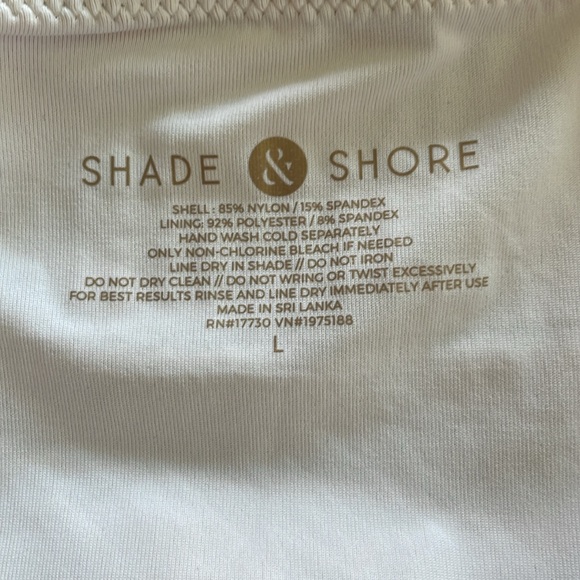 SHADE & SHORE
SHELL : 85% NYLON / 15% SPANDEX
LINING: 92% POLYESTER / 8% SPANDEX
HAND WASH COLD SEPARATELY
ONLY NON-CHLORINE BLEACH IF NEEDED
LINE DRY IN SHADE // DO NOT IRON
DO NOT DRY CLEAN // DO NOT WRING OR TWIST EXCESSIVELY
FOR BEST RESULTS RINSE AND LINE DRY IMMEDIATELY AFTER USE
MADE IN SRI LANKA
RN#17730 VN#1975188
L